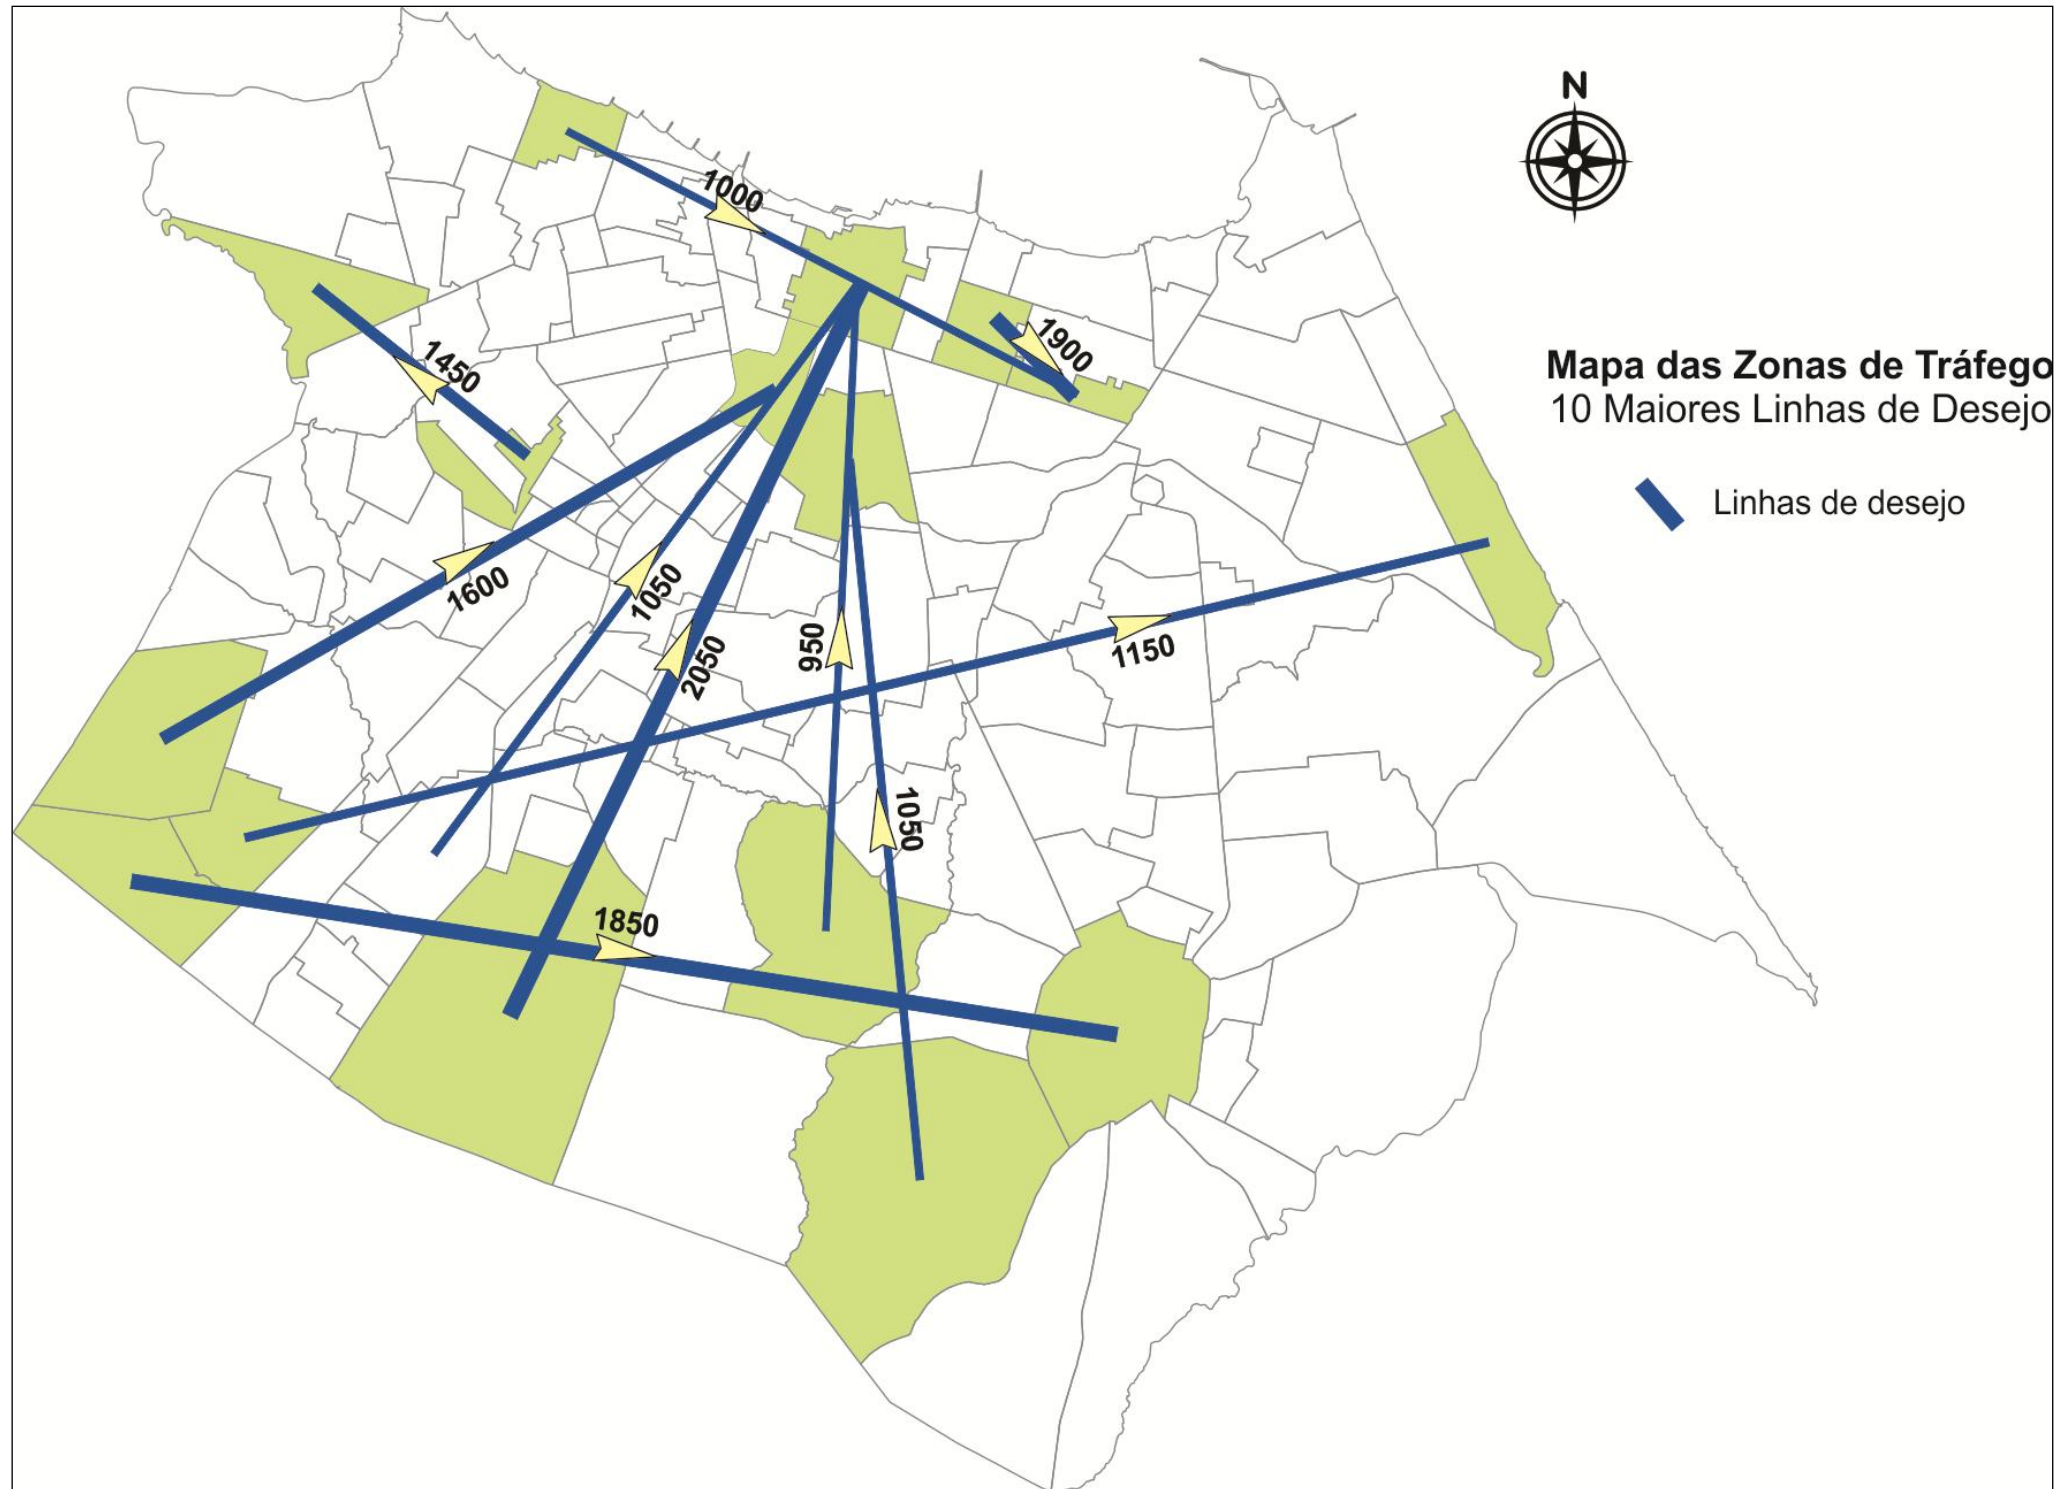 N
Mapa das Zonas de Tráfego
10 Maiores Linhas de Desejo
Linhas de desejo
1000
1900
1450
1600
1050
2050
950
1150
1050
1850